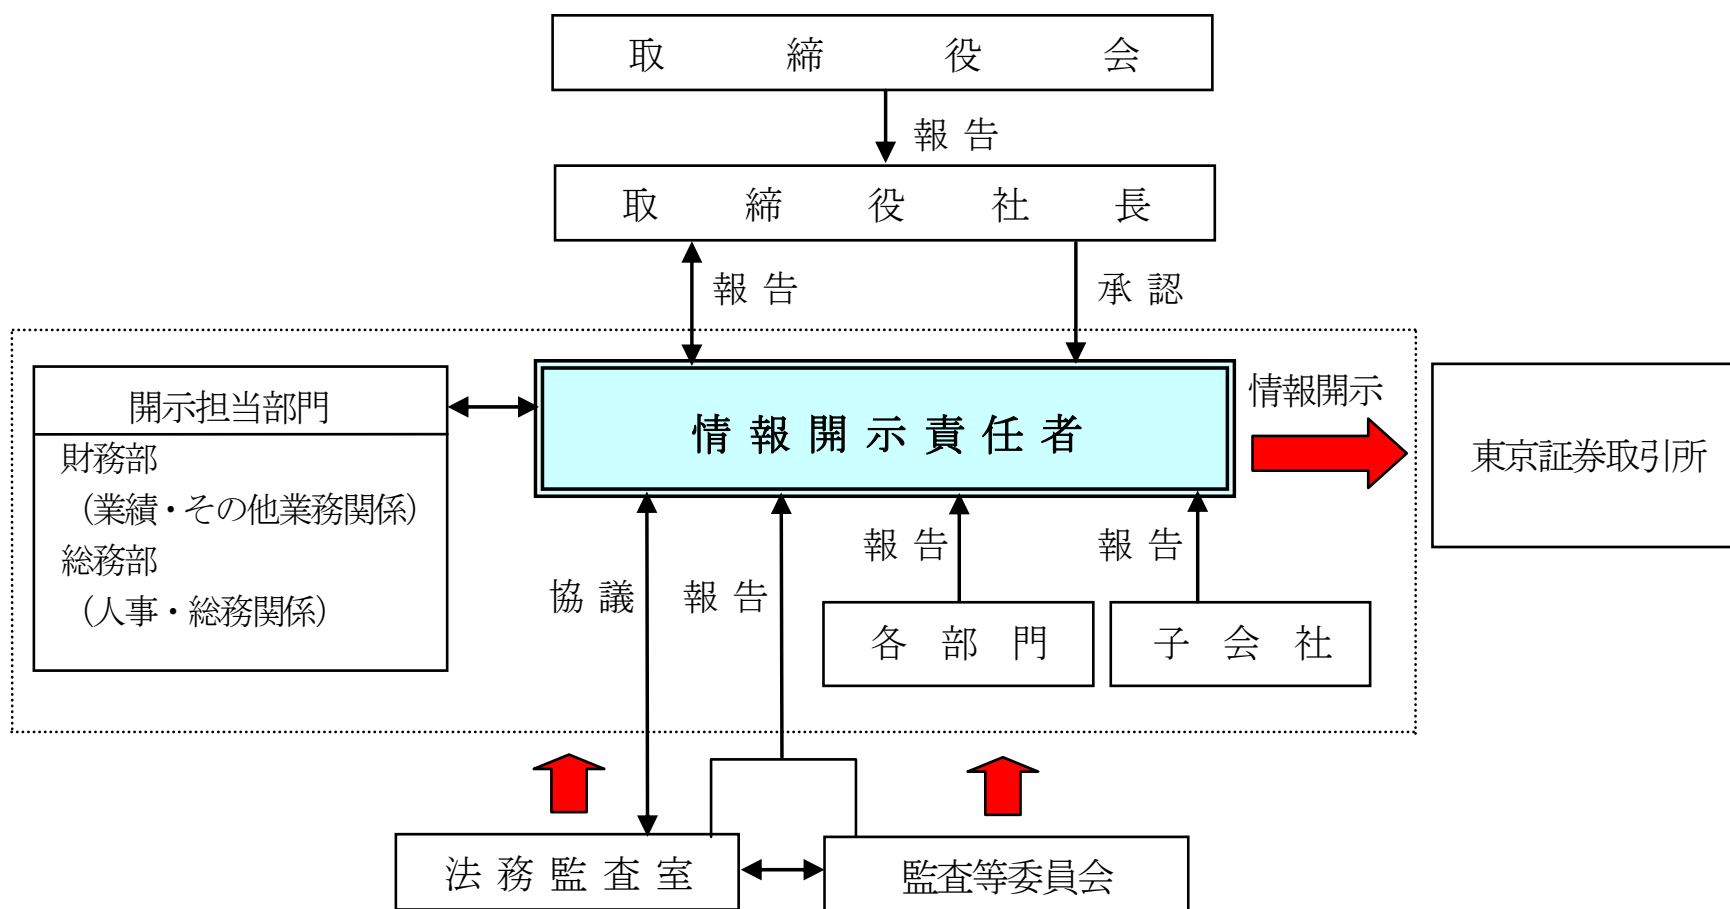 取締役会
報告
取締役社長
報告
承認
開示担当部門
財務部
（業績・その他業務関係）
総務部
（人事・総務関係）
情報開示責任者
情報開示
東京証券取引所
協議
報告
報告
報告
各部門
子会社
法務監査室
監査等委員会